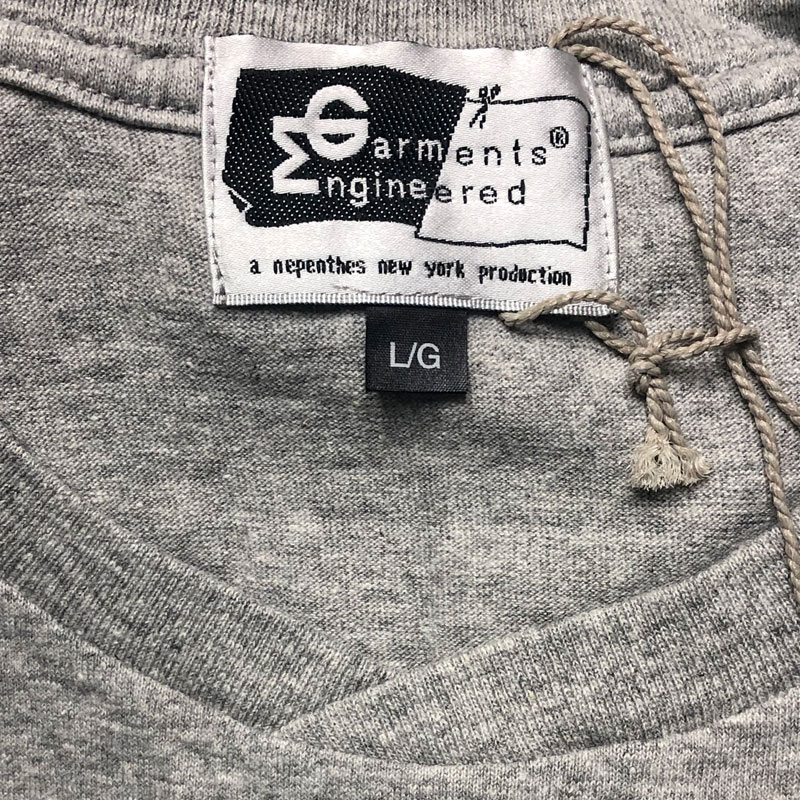 Garments®
Engineered
a nepenthes new york production
L/G